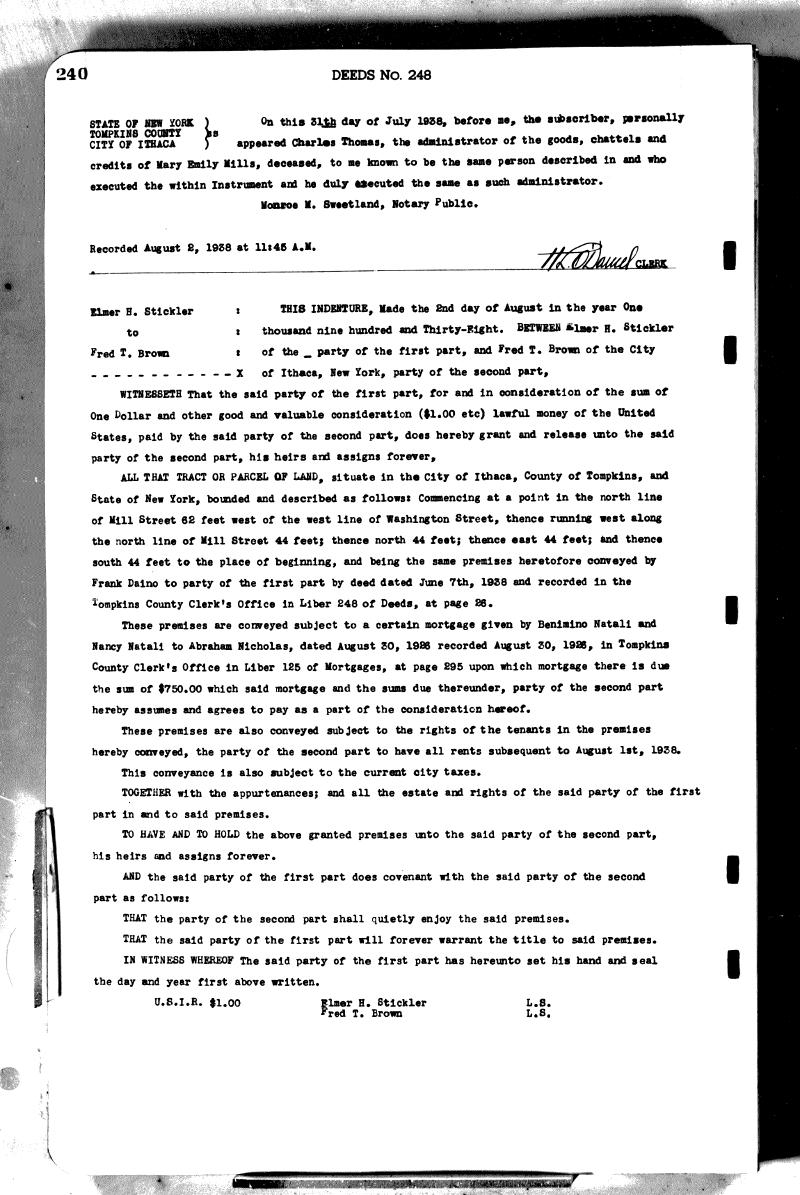 240
DEEDS No. 248
STATE OF NEW YORK )
TOMPKINS COUNTY )ss
CITY OF ITHACA )
On this 31th day of July 1938, before me, the subscriber, personally
appeared Charles Thomas, the administrator of the goods, chattels and
credits of Mary Emily Mills, deceased, to me known to be the same person described in and who
executed the within Instrument and he duly executed the same as such administrator.
Monroe M. Sweetland, Notary Public.
Recorded August 2, 1938 at 11:45 A.M.
H.L. O'Daniel CLERK
Elmer H. Stickler : THIS INDENTURE, Made the 2nd day of August in the year One
to : thousand nine hundred and Thirty-Eight. BETWEEN Elmer H. Stickler
Fred T. Brown : of the _ party of the first part, and Fred T. Brown of the City
- - - - - - - - - - - - X of Ithaca, New York, party of the second part,
WITNESSETH That the said party of the first part, for and in consideration of the sum of
One Dollar and other good and valuable consideration ($1.00 etc) lawful money of the United
States, paid by the said party of the second part, does hereby grant and release unto the said
party of the second part, his heirs and assigns forever,
ALL THAT TRACT OR PARCEL OF LAND, situate in the City of Ithaca, County of Tompkins, and
State of New York, bounded and described as follows: Commencing at a point in the north line
of Mill Street 62 feet west of the west line of Washington Street, thence running west along
the north line of Mill Street 44 feet; thence north 44 feet; thence east 44 feet; and thence
south 44 feet to the place of beginning, and being the same premises heretofore conveyed by
Frank Daino to party of the first part by deed dated June 7th, 1938 and recorded in the
Tompkins County Clerk's Office in Liber 248 of Deeds, at page 26.
These premises are conveyed subject to a certain mortgage given by Benimino Natali and
Nancy Natali to Abraham Nicholas, dated August 30, 1926 recorded August 30, 1926, in Tompkins
County Clerk's Office in Liber 125 of Mortgages, at page 295 upon which mortgage there is due
the sum of $750.00 which said mortgage and the sums due thereunder, party of the second part
hereby assumes and agrees to pay as a part of the consideration hereof.
These premises are also conveyed subject to the rights of the tenants in the premises
hereby conveyed, the party of the second part to have all rents subsequent to August 1st, 1938.
This conveyance is also subject to the current city taxes.
TOGETHER with the appurtenances; and all the estate and rights of the said party of the first
part in and to said premises.
TO HAVE AND TO HOLD the above granted premises unto the said party of the second part,
his heirs and assigns forever.
AND the said party of the first part does covenant with the said party of the second
part as follows:
THAT the party of the second part shall quietly enjoy the said premises.
THAT the said party of the first part will forever warrant the title to said premises.
IN WITNESS WHEREOF The said party of the first part has hereunto set his hand and seal
the day and year first above written.
U.S.I.R. $1.00 Elmer H. Stickler L.S.
Fred T. Brown L.S.